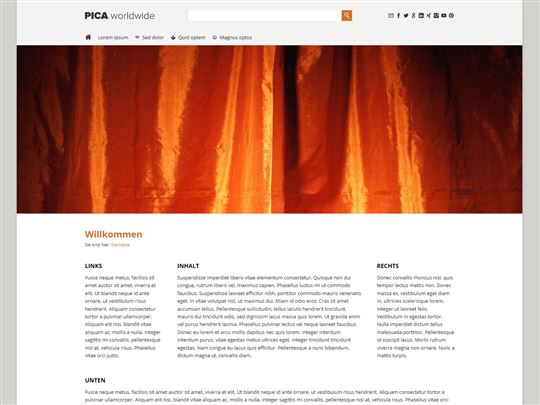 PICA worldwide
Lorem Ipsum Sed dolor Quid optem Magnus optos
Willkommen
Sie sind hier: Startseite
LINKS
Fusce neque metus, facilisis sit
amet auctor sit amet, viverra et
elit. Ut blandit neque id ante
ornare, ut vestibulum risus
hendrerit. Aliquam consectetur
tortor a pulvinar ullamcorper.
Aliquam elit nisi, blandit vitae
aliquam ac, mollis a nulla. Integer
sagittis mi convallis, pellentesque
nisl at, vehicula risus. Phasellus
vitae orci justo.
INHALT
Suspendisse imperdiet libero vitae elementum consectetur. Quisque non dui
congue, rutrum libero vel, maximus sapien. Phasellus luctus mi ut commodo
faucibus. Suspendisse laoreet efficitur nibh, porttitor commodo mauris venenatis
eget. In vitae volutpat nisl, ut maximus dui. Etiam id odio eros. Cras sit amet
accumsan tellus. Pellentesque sollicitudin, tellus iaculis hendrerit tincidunt,
mauris dui tincidunt odio, sed dignissim lacus massa quis lorem. Ut gravida enim
vel purus hendrerit lacinia. Phasellus pulvinar lectus vel neque laoreet finibus.
Donec eu lorem et arcu mollis dapibus nec quis lorem. Integer interdum
interdum purus, vitae egestas metus ultrices eget. Integer tincidunt tincidunt
egestas. Nam congue eu lacus quis efficitur. Pellentesque a nunc bibendum,
dictum magna ut, convallis diam.
RECHTS
Donec convallis rhoncus nisl, quis
tempor lectus mattis non. Donec
massa ex, vestibulum eget diam
in, ultricies scelerisque lorem.
Integer ut laoreet felis.
Vestibulum in egestas tortor.
Nulla imperdiet dictum tellus
malesuada porttitor. Pellentesque
id suscipit lacus. Morbi rutrum
viverra magna non ornare. Nunc a
mattis turpis.
UNTEN
Fusce neque metus, facilisis sit amet auctor sit amet, viverra et elit. Ut blandit neque id ante ornare, ut vestibulum risus hendrerit. Aliquam
consectetur tortor a pulvinar ullamcorper. Aliquam elit nisi, blandit vitae aliquam ac, mollis a nulla. Integer sagittis mi convallis, pellentesque